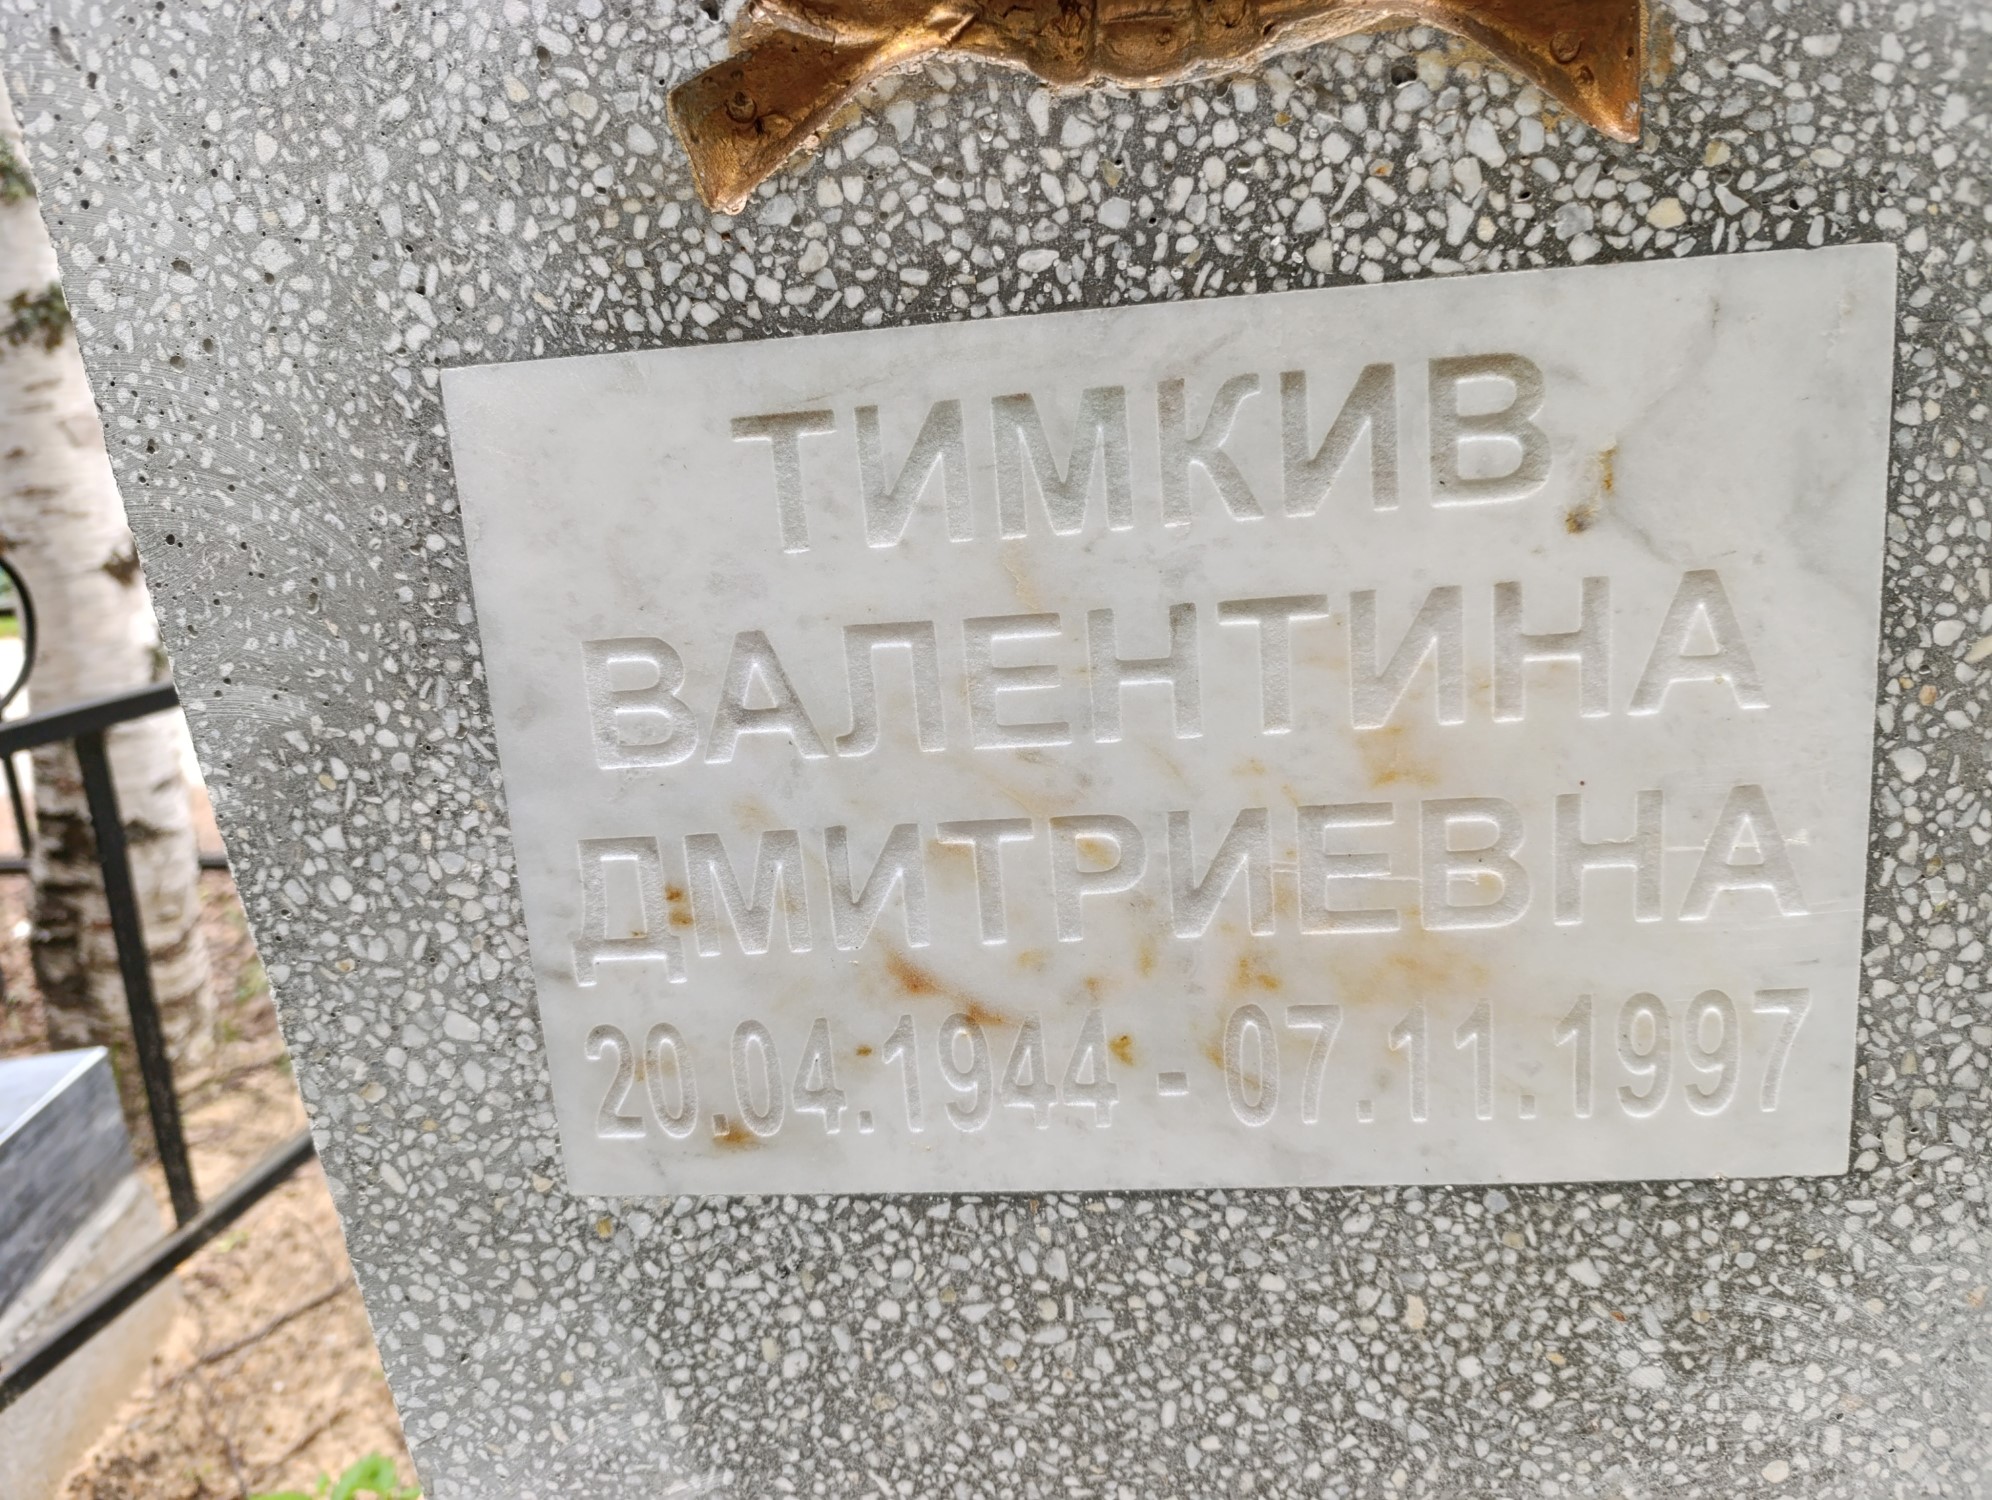 ТИМКИВ
ВАЛЕНТИНА
ДМИТРИЕВНА
20.04.1944 - 07.11.1997